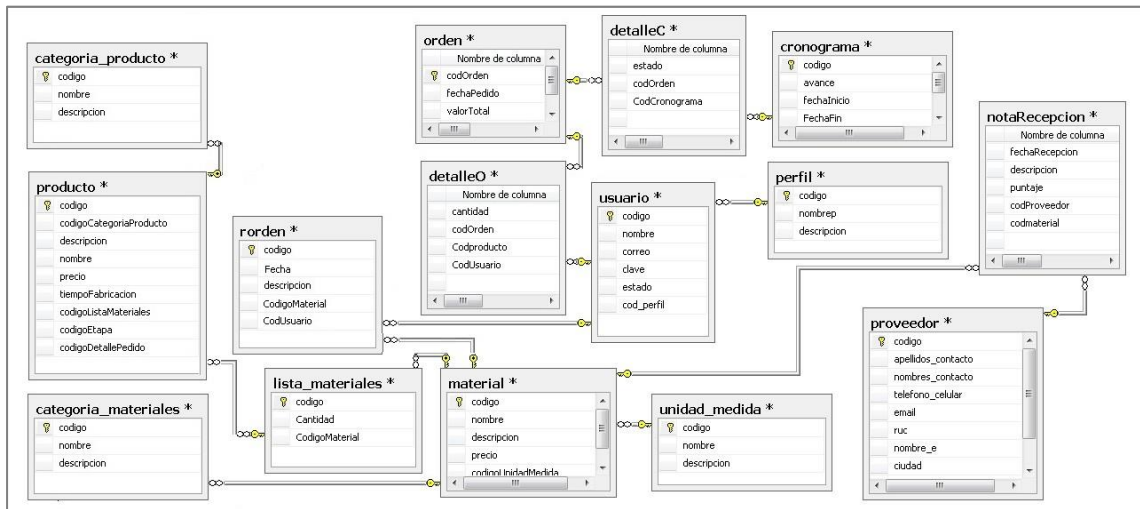 categoria_producto *
codigo
nombre
descripcion
producto *
codigo
codigoCategoriaProducto
descripcion
nombre
precio
tiempoFabricacion
codigoListaMateriales
codigoEtapa
codigoDetallePedido
categoria_materiales *
codigo
nombre
descripcion
rorden *
codigo
Fecha
descripcion
CodigoMaterial
CodUsuario
lista_materiales *
codigo
Cantidad
CodigoMaterial
orden *
Nombre de columna
codOrden
fechaPedido
valorTotal
detalleO *
Nombre de columna
cantidad
codOrden
Codproducto
CodUsuario
material *
codigo
nombre
descripcion
precio
codigoUnidadMedida
detalleC *
Nombre de columna
estado
codOrden
CodCronograma
usuario *
codigo
nombre
correo
clave
estado
cod_perfil
unidad_medida *
codigo
nombre
descripcion
cronograma *
codigo
avance
fechaInicio
FechaFin
perfil *
codigo
nombrep
descripcion
proveedor *
codigo
apellidos_contacto
nombres_contacto
telefono_celular
email
ruc
nombre_e
ciudad
notaRecepcion *
Nombre de columna
fechaRecepcion
descripcion
puntaje
codProveedor
codmaterial